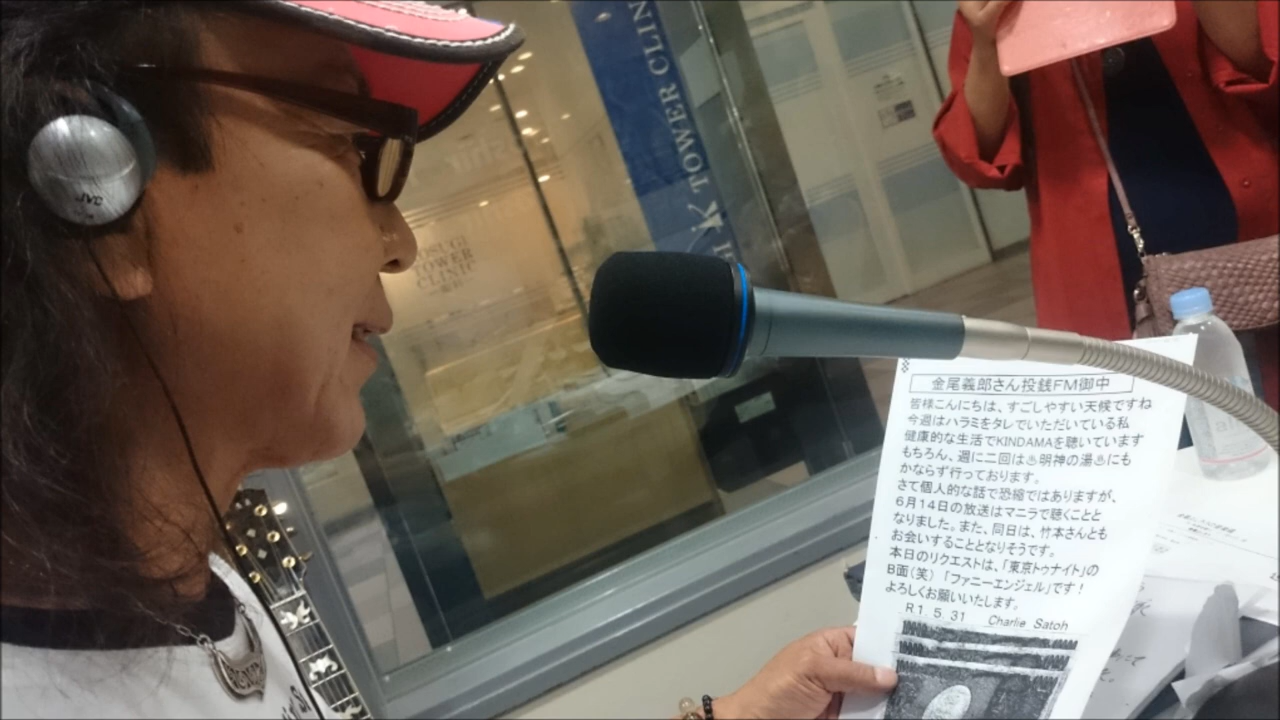 JVC
TOWER CLIN
KOSUGI
TOWER
CLINIC
金尾義郎さん投銭FM御中
皆様こんにちは、すごしやすい天候ですね
今週はハラミをタレでいただいている私
健康的な生活でKINDAMAを聴いています
もちろん、週に二回は♨明神の湯♨にも
かならず行っております。
さて個人的な話で恐縮ではありますが、
6月14日の放送はマニラで聴くことと
なりました。また、同日は、竹本さんとも
お会いすることとなりそうです。
本日のリクエストは、「東京トゥナイト」の
B面(笑)「ファニーエンジェル」です!
よろしくお願いいたします。
R1.5.31 Charlie Satoh